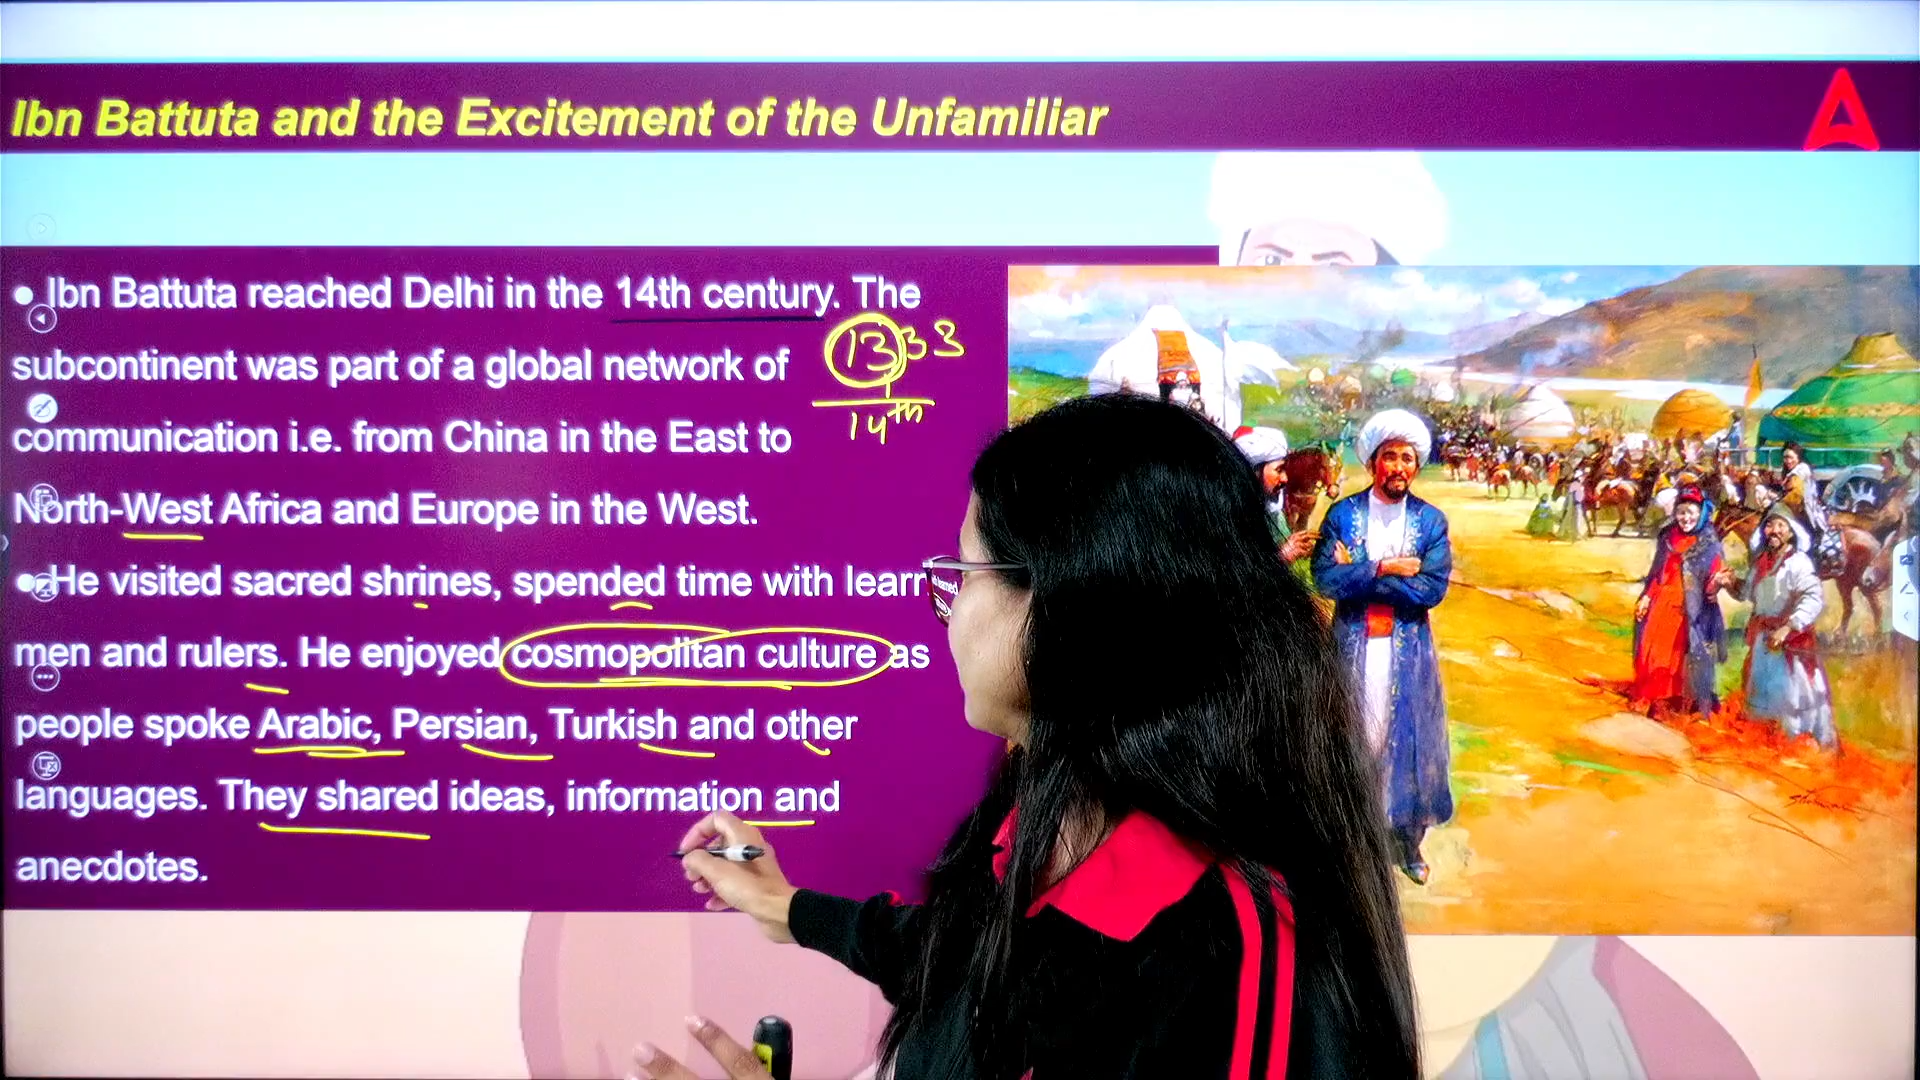 Ibn Battuta and the Excitement of the Unfamiliar
• Ibn Battuta reached Delhi in the 14th century. The
1333
subcontinent was part of a global network of
14th
communication i.e. from China in the East to
North-West Africa and Europe in the West.
• He visited sacred shrines, spended time with
men and rulers. He enjoyed cosmopolitan culture as
people spoke Arabic, Persian, Turkish and other
languages. They shared ideas, information and
anecdotes.